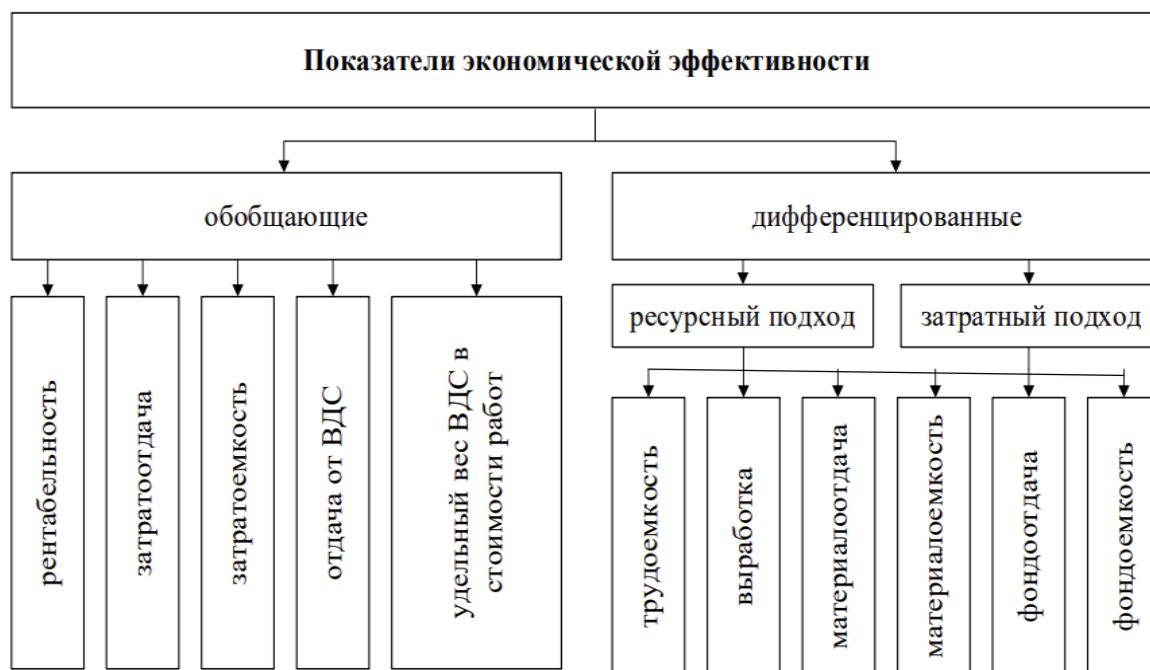 Показатели экономической эффективности
обобщающие
дифференцированные
ресурсный подход
затратный подход
рентабельность
затратоотдача
затратоемкость
отдача от ВДС
удельный вес ВДС в
стоимости работ
трудоемкость
выработка
материалоотдача
материалоемкость
фондоотдача
фондоемкость